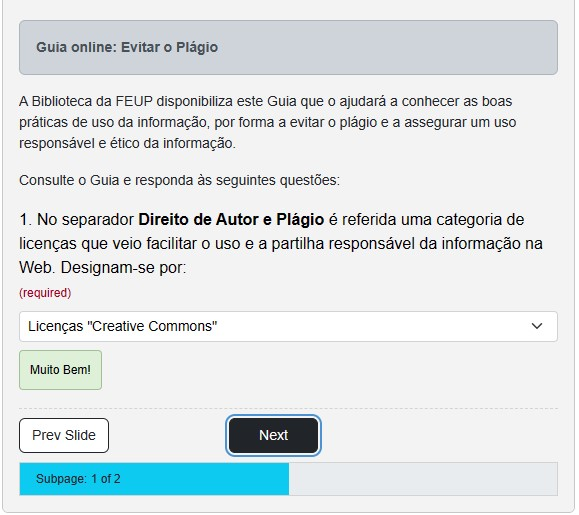 Guia online: Evitar o Plágio
A Biblioteca da FEUP disponibiliza este Guia que o ajudará a conhecer as boas
práticas de uso da informação, por forma a evitar o plágio e a assegurar um uso
responsável e ético da informação.
Consulte o Guia e responda às seguintes questões:
1. No separador Direito de Autor e Plágio é referida uma categoria de
licenças que veio facilitar o uso e a partilha responsável da informação na
Web. Designam-se por:
(required)
Licenças "Creative Commons"
Muito Bem!
Prev Slide
Next
Subpage: 1 of 2